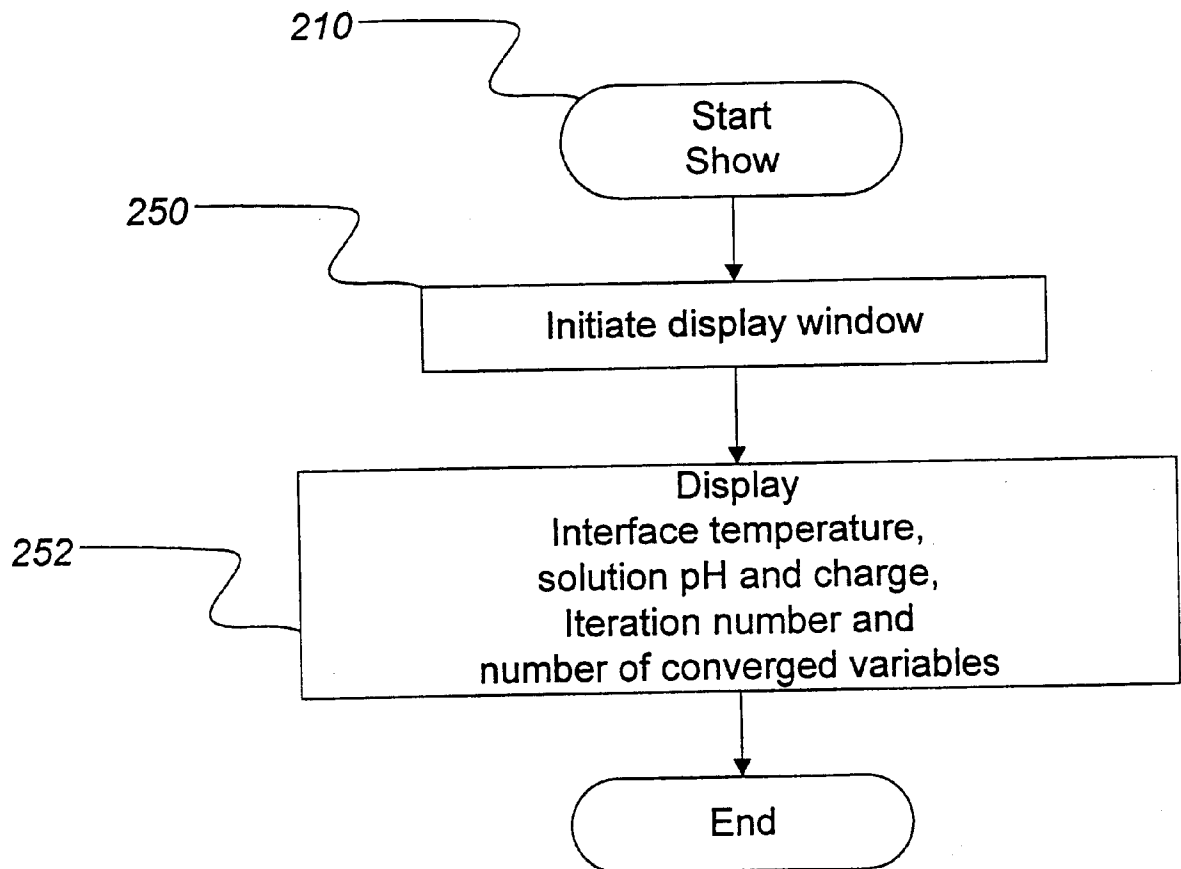 210
Start
Show
250
Initiate display window
Display
Interface temperature,
solution pH and charge,
Iteration number and
number of converged variables
252
End